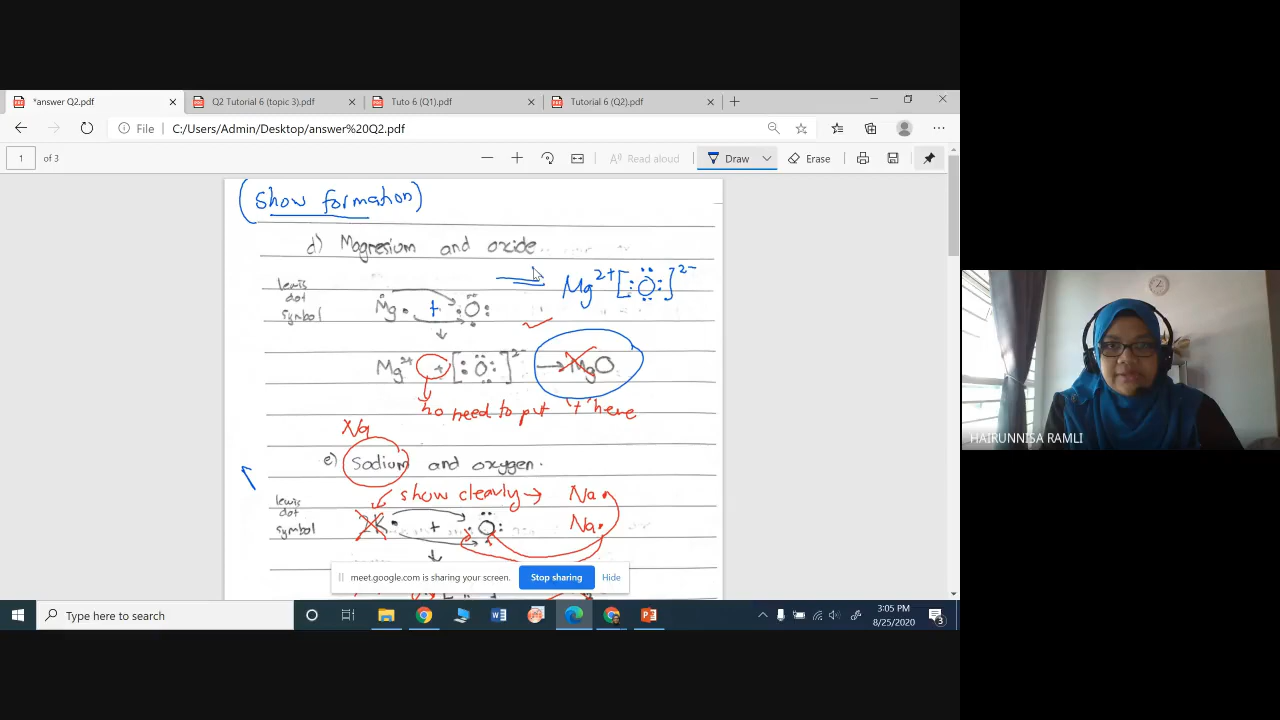 *answer Q2.pdf
Q2 Tutorial 6 (topic 3).pdf
Tuto 6 (Q1).pdf
Tutorial 6 (Q2).pdf
File
C:/Users/Admin/Desktop/answer%20Q2.pdf
1 of 3
Read aloud
Draw
Erase
(Show formation)
d) Magnesium and oxide
Mg²⁺[:Ö:]²⁻
lewis
dot
symbol
Mg + O
Mg²⁺ + [:Ö:]²⁻ → MgO
no need to put '+' here
Na
e) Sodium and oxygen.
show clearly → Na
lewis
dot
symbol
2K + O
Na
meet.google.com is sharing your screen.
Stop sharing
Hide
HAIRUNNISA RAMLI
Type here to search
3:05 PM
8/25/2020
3